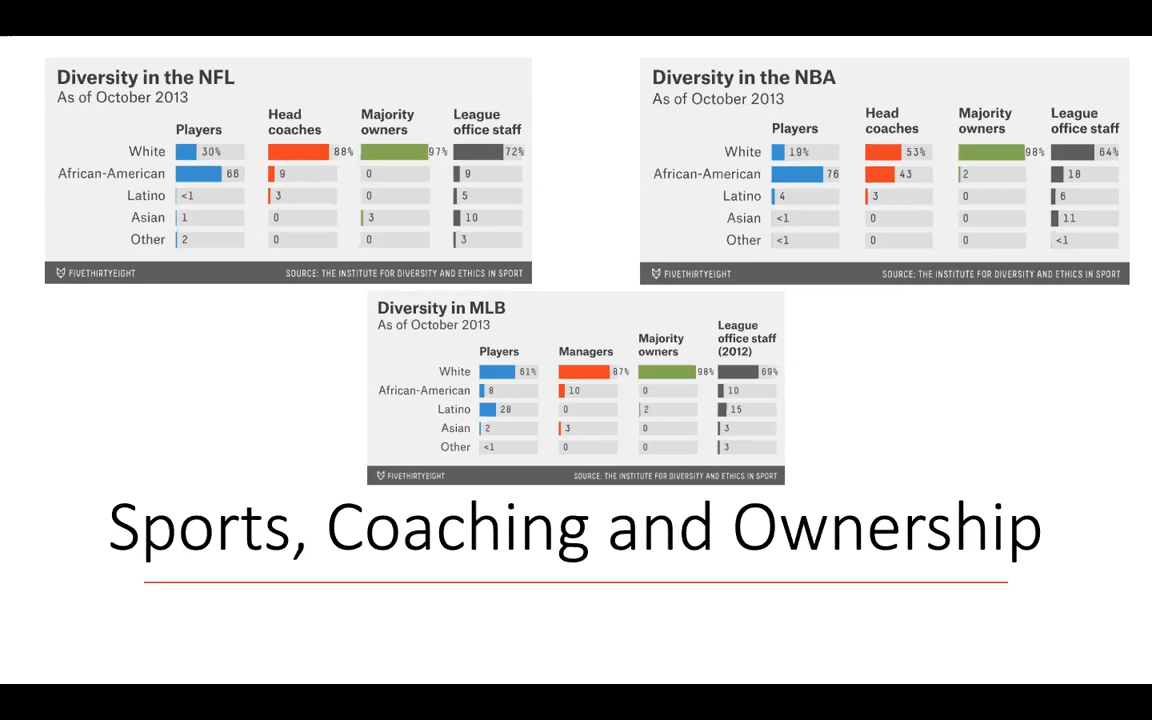 Diversity in the NFL
As of October 2013
Players Head coaches Majority owners League office staff
White 30% 88% 97% 72%
African-American 66 9 0 9
Latino <1 3 0 5
Asian 1 0 3 10
Other 2 0 0 3
FIVETHIRTYEIGHT SOURCE: THE INSTITUTE FOR DIVERSITY AND ETHICS IN SPORT
Diversity in the NBA
As of October 2013
Players Head coaches Majority owners League office staff
White 19% 53% 98% 64%
African-American 76 43 2 18
Latino 4 3 0 6
Asian <1 0 0 11
Other <1 0 0 <1
FIVETHIRTYEIGHT SOURCE: THE INSTITUTE FOR DIVERSITY AND ETHICS IN SPORT
Diversity in MLB
As of October 2013
Players Managers Majority owners League office staff (2012)
White 61% 87% 98% 69%
African-American 8 10 0 10
Latino 28 0 2 15
Asian 2 3 0 3
Other <1 0 0 3
FIVETHIRTYEIGHT SOURCE: THE INSTITUTE FOR DIVERSITY AND ETHICS IN SPORT
Sports, Coaching and Ownership